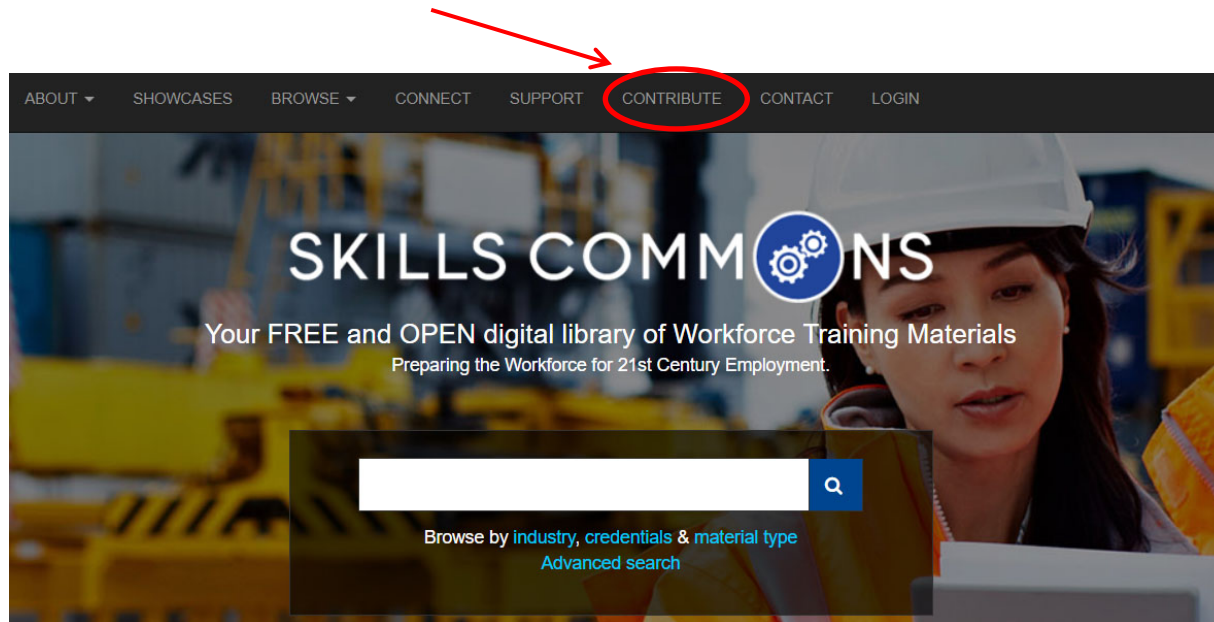 ABOUT SHOWCASES BROWSE CONNECT SUPPORT CONTRIBUTE CONTACT LOGIN
SKILLS COMMONS
Your FREE and OPEN digital library of Workforce Training Materials
Preparing the Workforce for 21st Century Employment.
Browse by industry, credentials & material type
Advanced search